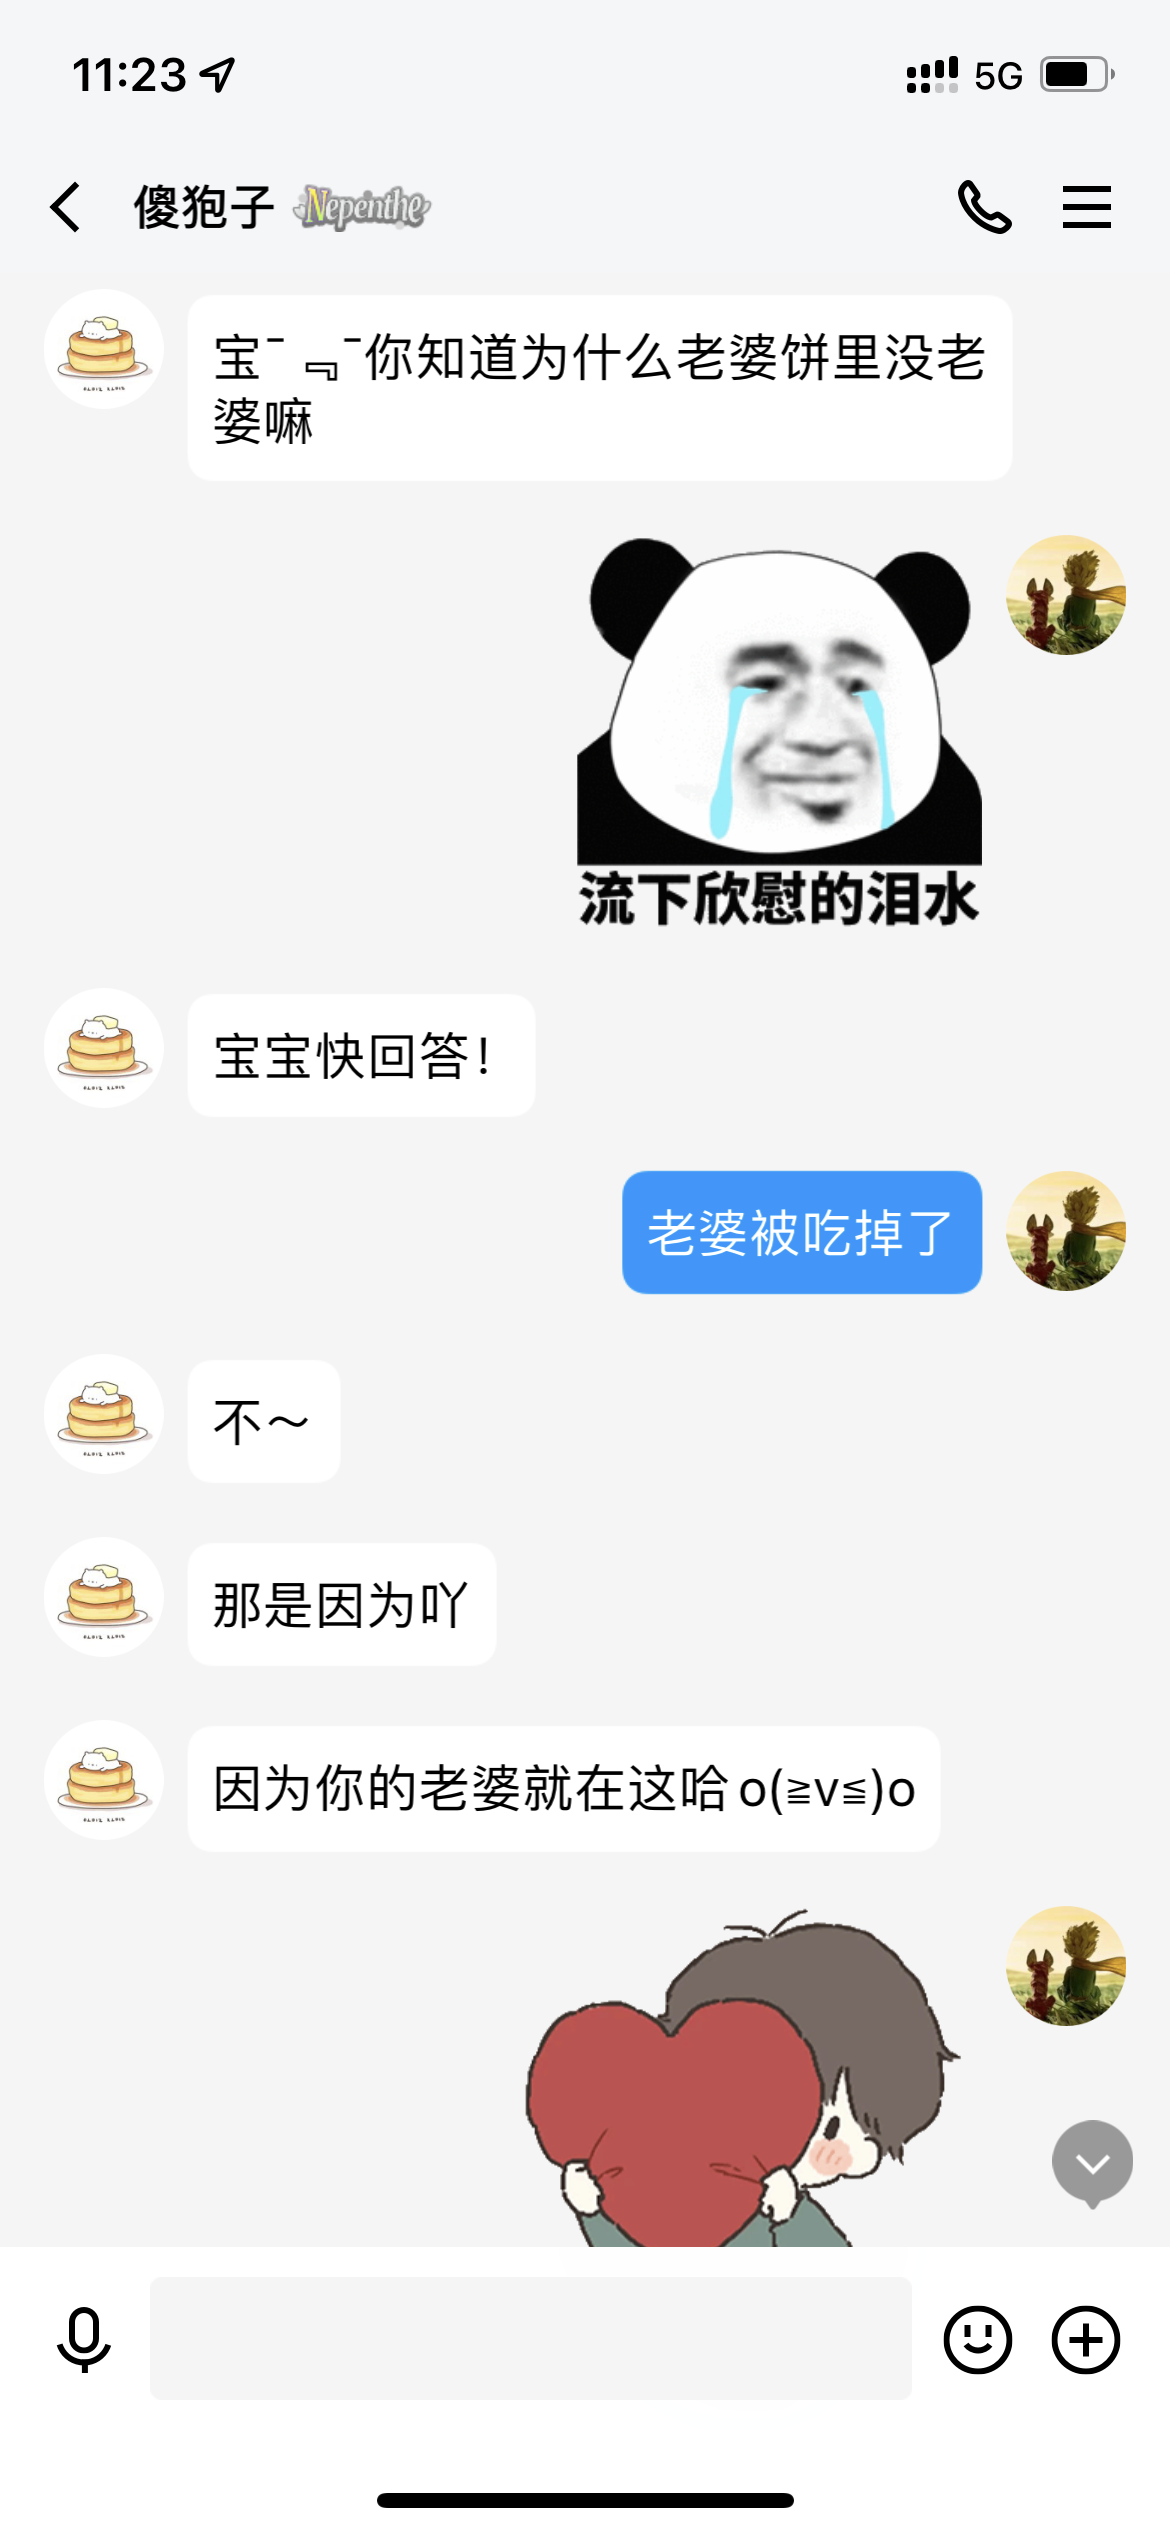 11:23
5G
傻狍子 Nepenthe
宝¯﹃¯你知道为什么老婆饼里没老
婆嘛
流下欣慰的泪水
宝宝快回答！
老婆被吃掉了
不～
那是因为吖
因为你的老婆就在这哈o(≧v≦)o